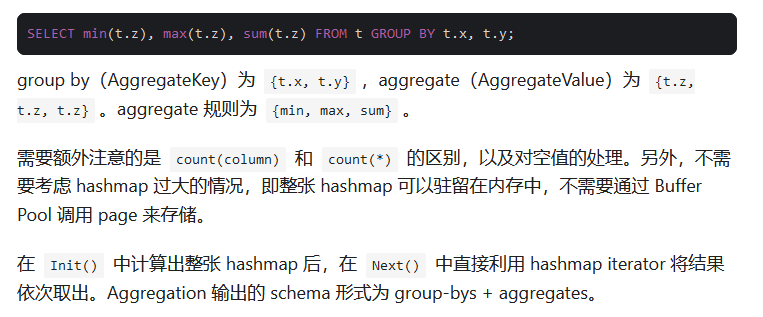 SELECT min(t.z), max(t.z), sum(t.z) FROM t GROUP BY t.x, t.y;
group by（AggregateKey）为 {t.x, t.y} ，aggregate（AggregateValue）为 {t.z,
t.z, t.z} 。aggregate 规则为 {min, max, sum} 。
需要额外注意的是 count(column) 和 count(*) 的区别，以及对空值的处理。另外，不需
要考虑 hashmap 过大的情况，即整张 hashmap 可以驻留在内存中，不需要通过 Buffer
Pool 调用 page 来存储。
在 Init() 中计算出整张 hashmap 后，在 Next() 中直接利用 hashmap iterator 将结果
依次取出。Aggregation 输出的 schema 形式为 group-bys + aggregates。